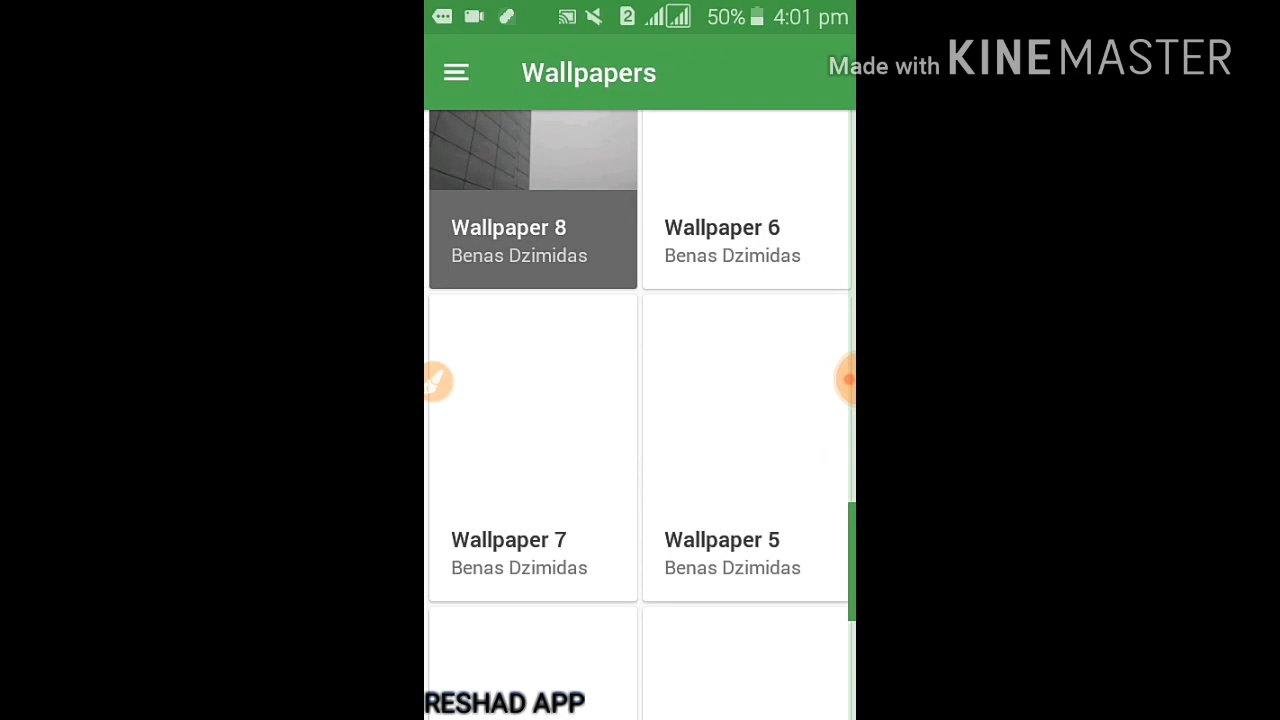 2 50% 4:01 pm
Wallpapers
Made with KINEMASTER
Wallpaper 8
Benas Dzimidas
Wallpaper 6
Benas Dzimidas
Wallpaper 7
Benas Dzimidas
Wallpaper 5
Benas Dzimidas
RESHAD APP